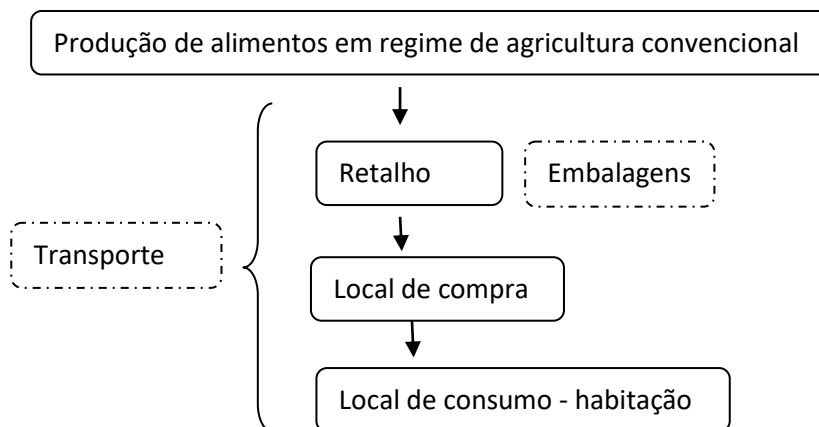 Produção de alimentos em regime de agricultura convencional
Retalho
Embalagens
Transporte
Local de compra
Local de consumo - habitação